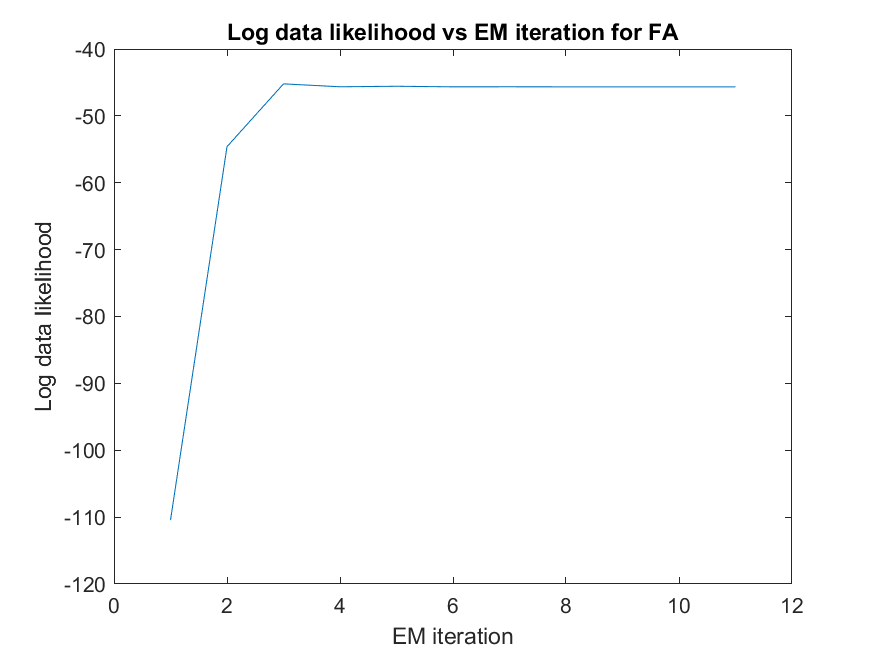 Log data likelihood vs EM iteration for FA
-40
-50
-60
-70
-80
-90
-100
-110
-120
Log data likelihood
0 2 4 6 8 10 12
EM iteration